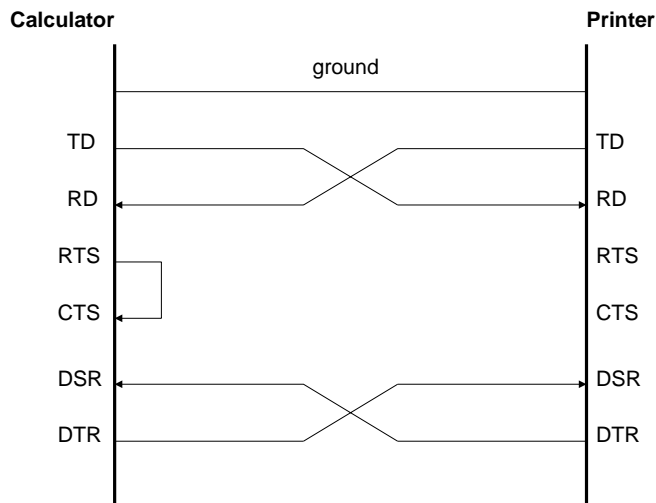 Calculator Printer
ground
TD TD
RD RD
RTS RTS
CTS CTS
DSR DSR
DTR DTR